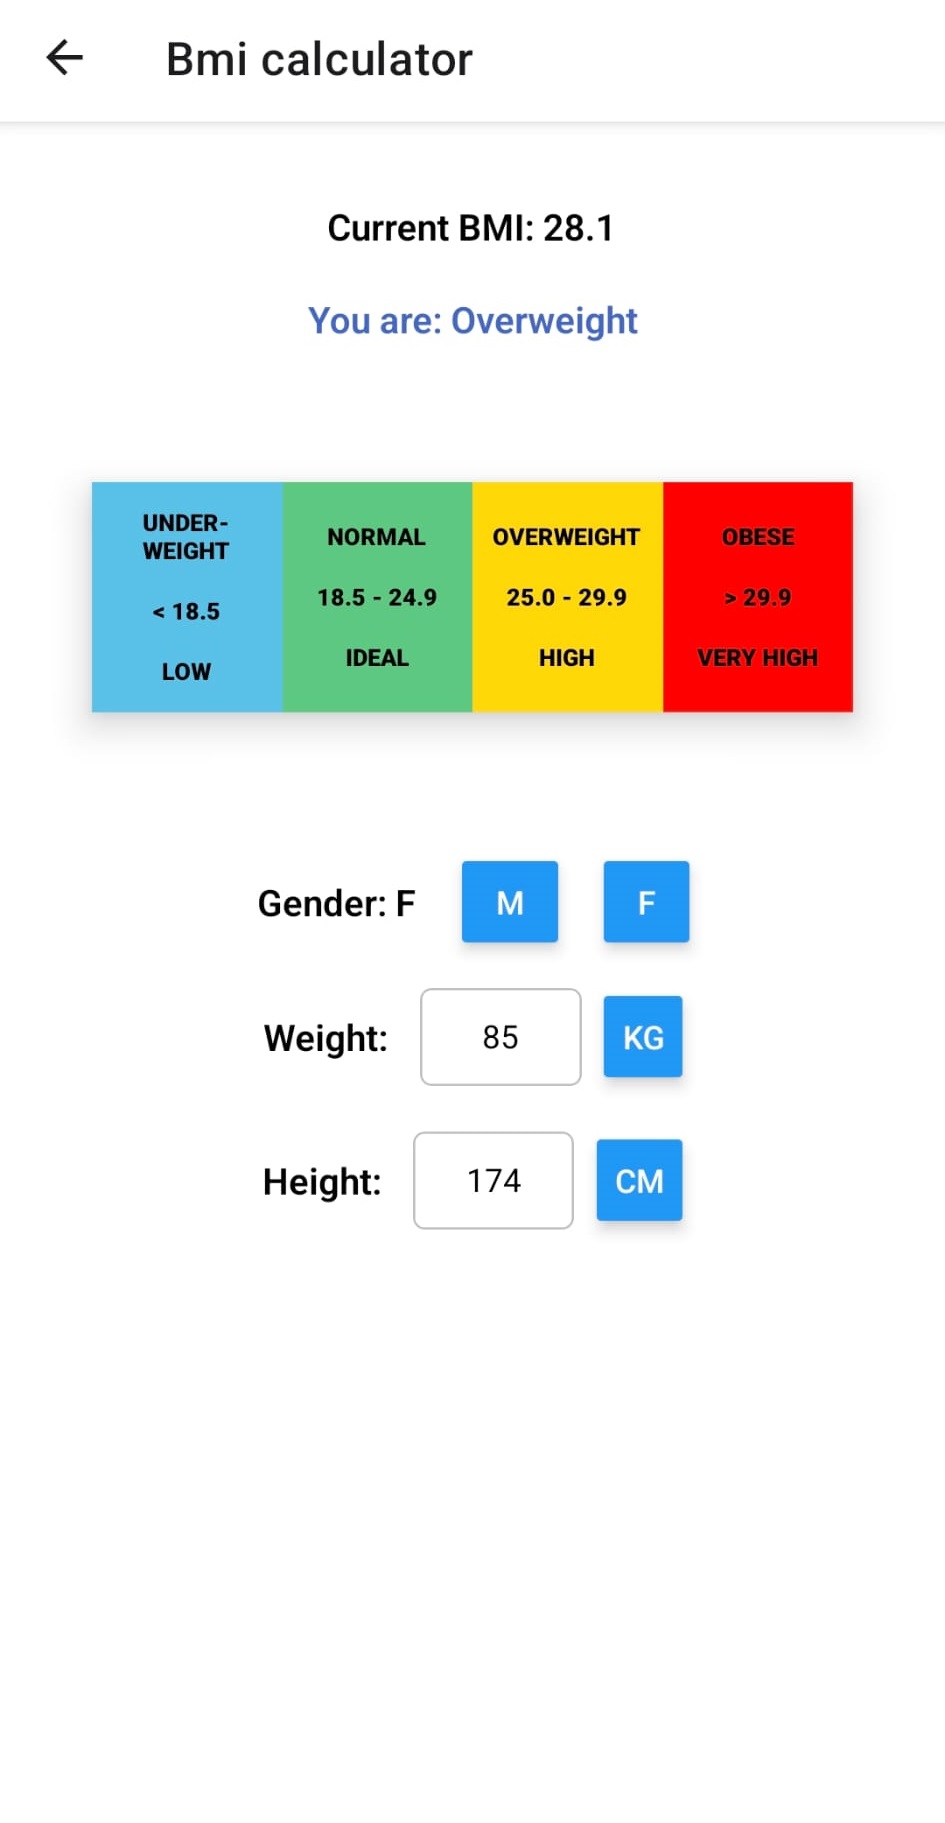 Bmi calculator
Current BMI: 28.1
You are: Overweight
UNDER-
WEIGHT
< 18.5
LOW
NORMAL
18.5 - 24.9
IDEAL
OVERWEIGHT
25.0 - 29.9
HIGH
OBESE
> 29.9
VERY HIGH
Gender: F M F
Weight: 85 KG
Height: 174 CM